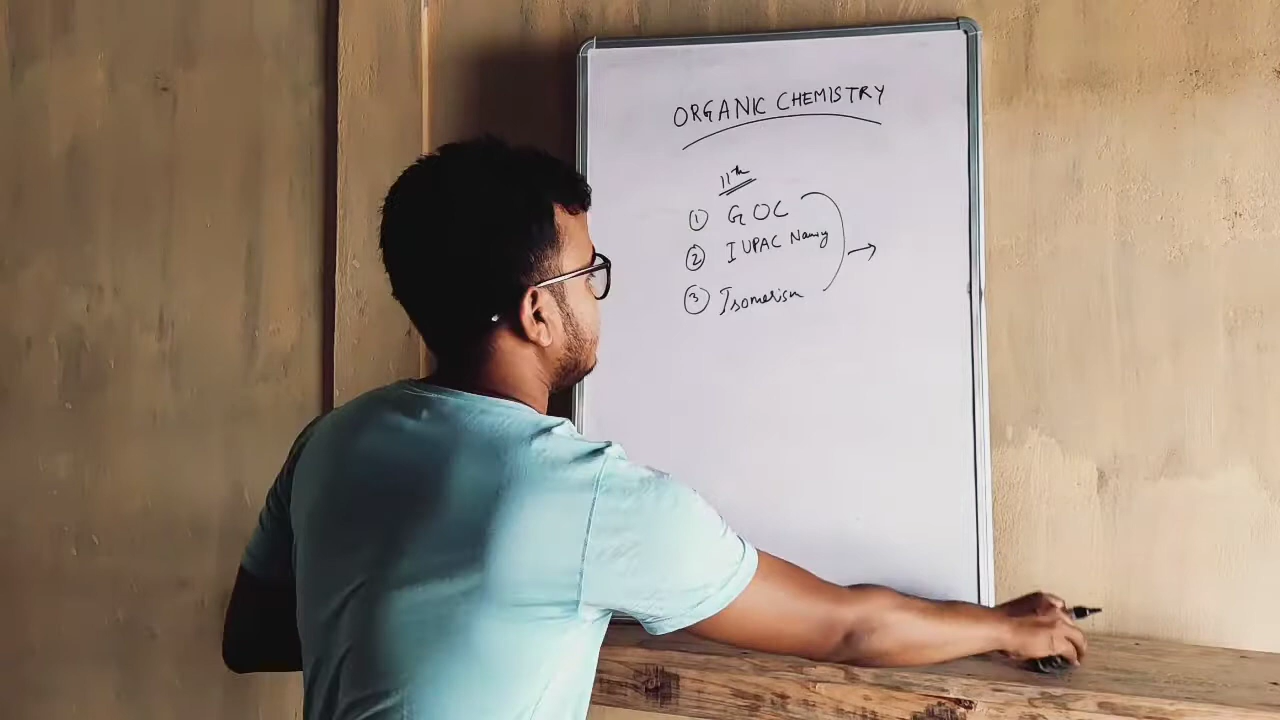 ORGANIC CHEMISTRY
11th
① GOC
② IUPAC Naming
③ Isomerism